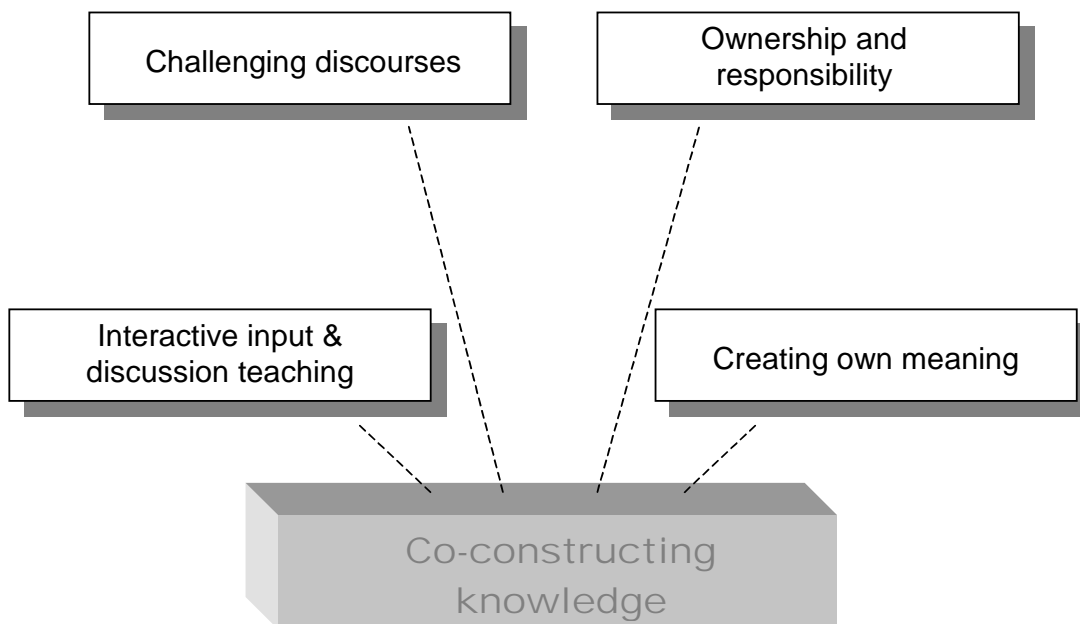 Challenging discourses
Ownership and
responsibility
Interactive input &
discussion teaching
Creating own meaning
Co-constructing
knowledge